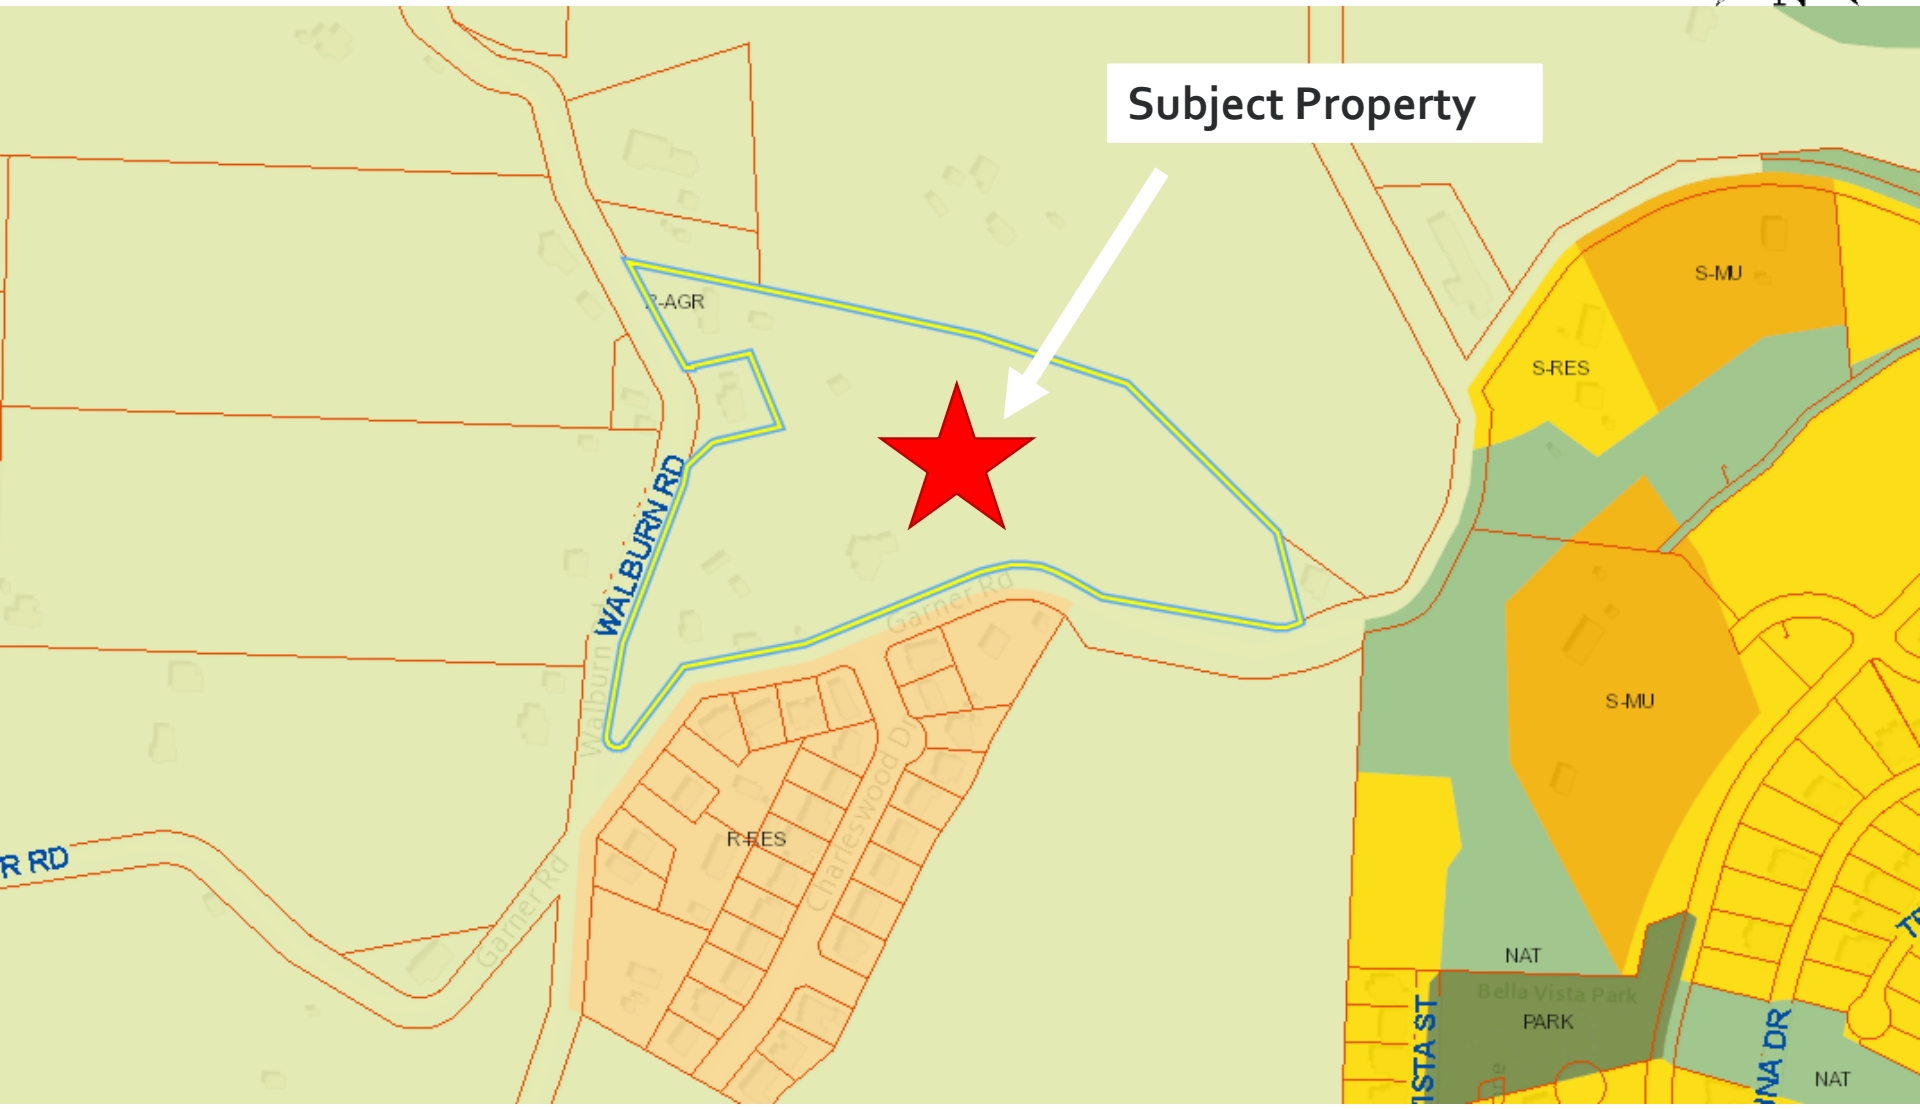 N
Subject Property
S-MU
-AGR
S-RES
WALBURN RD
Garner Rd
Walburn
S-MU
Charleswood Dr
R-RES
R RD
Garner Rd
NAT
Bella Vista Park
PARK
ISTA ST
NA DR
NAT